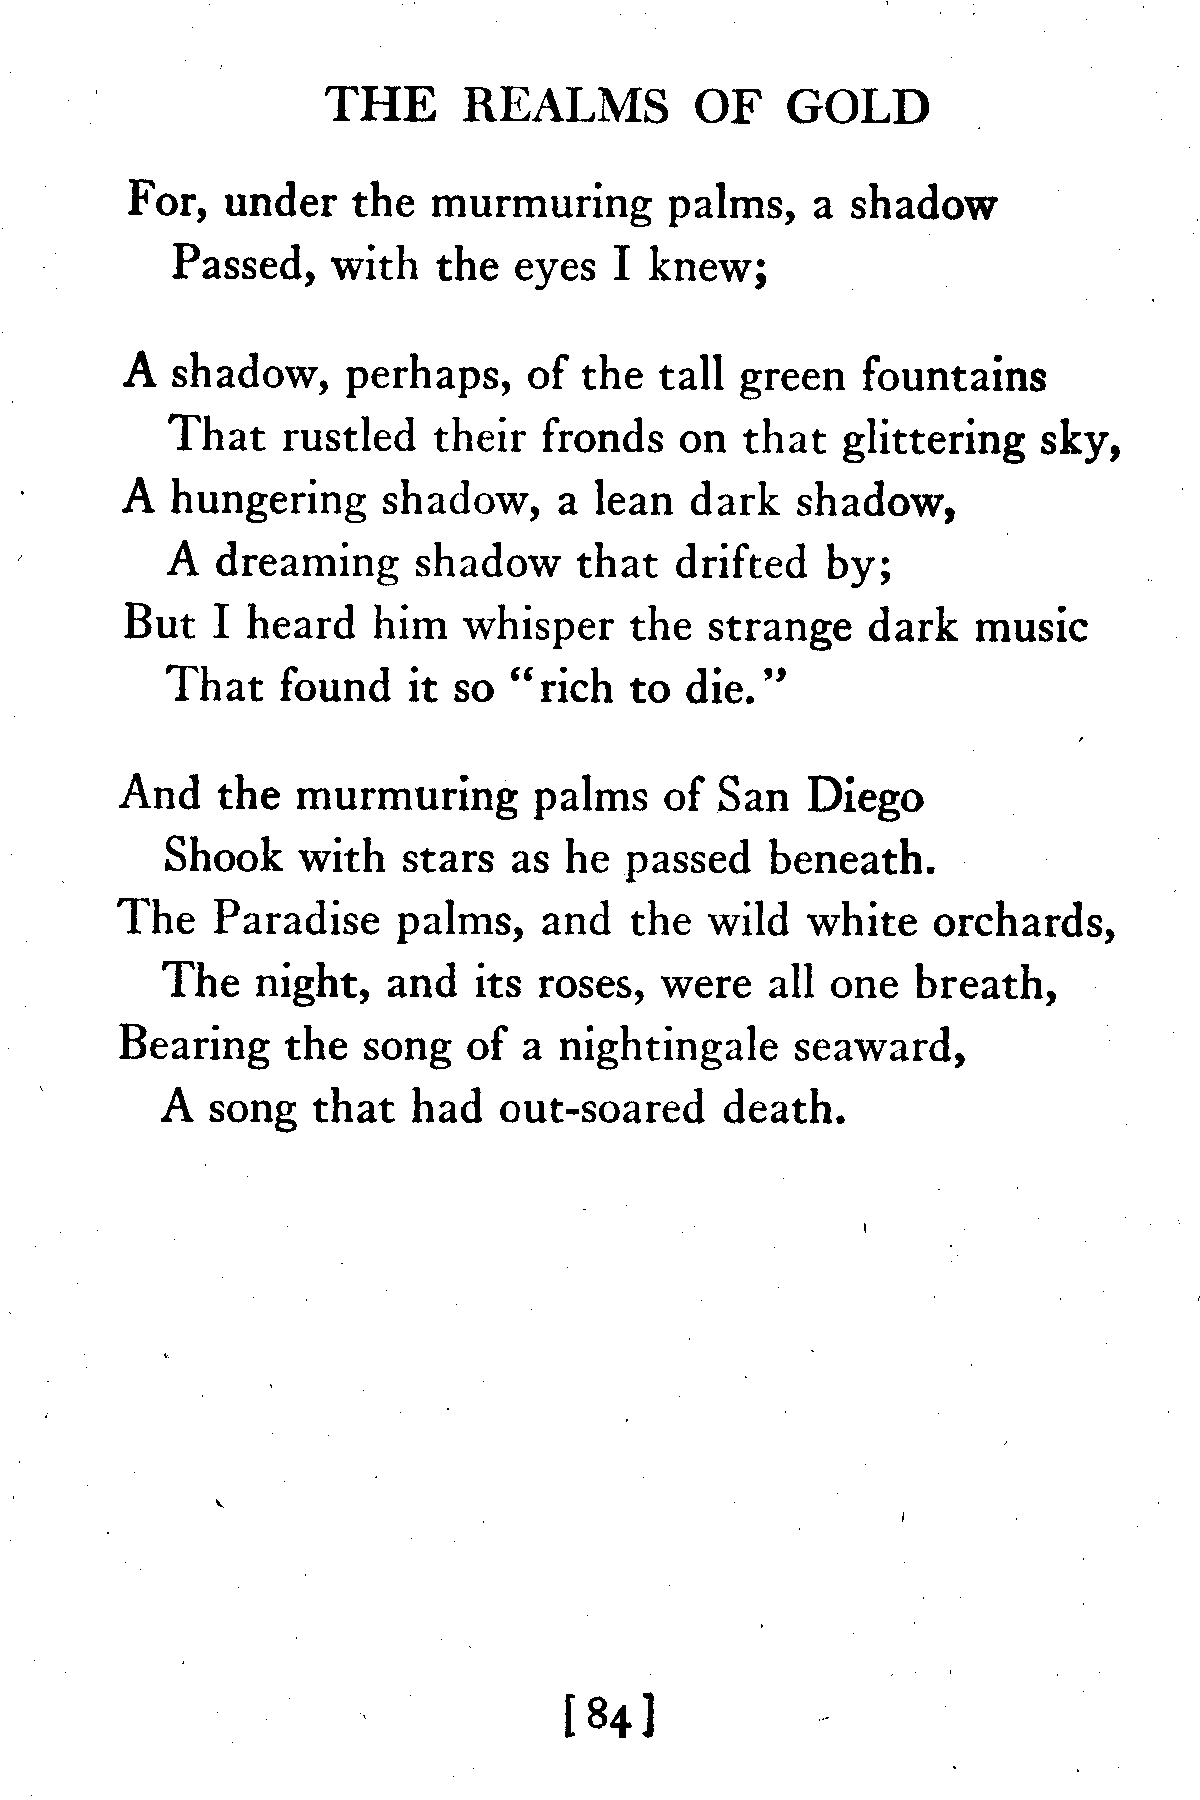 THE REALMS OF GOLD
For, under the murmuring palms, a shadow
Passed, with the eyes I knew;
A shadow, perhaps, of the tall green fountains
That rustled their fronds on that glittering sky,
A hungering shadow, a lean dark shadow,
A dreaming shadow that drifted by;
But I heard him whisper the strange dark music
That found it so “rich to die.”
And the murmuring palms of San Diego
Shook with stars as he passed beneath.
The Paradise palms, and the wild white orchards,
The night, and its roses, were all one breath,
Bearing the song of a nightingale seaward,
A song that had out-soared death.
[84]